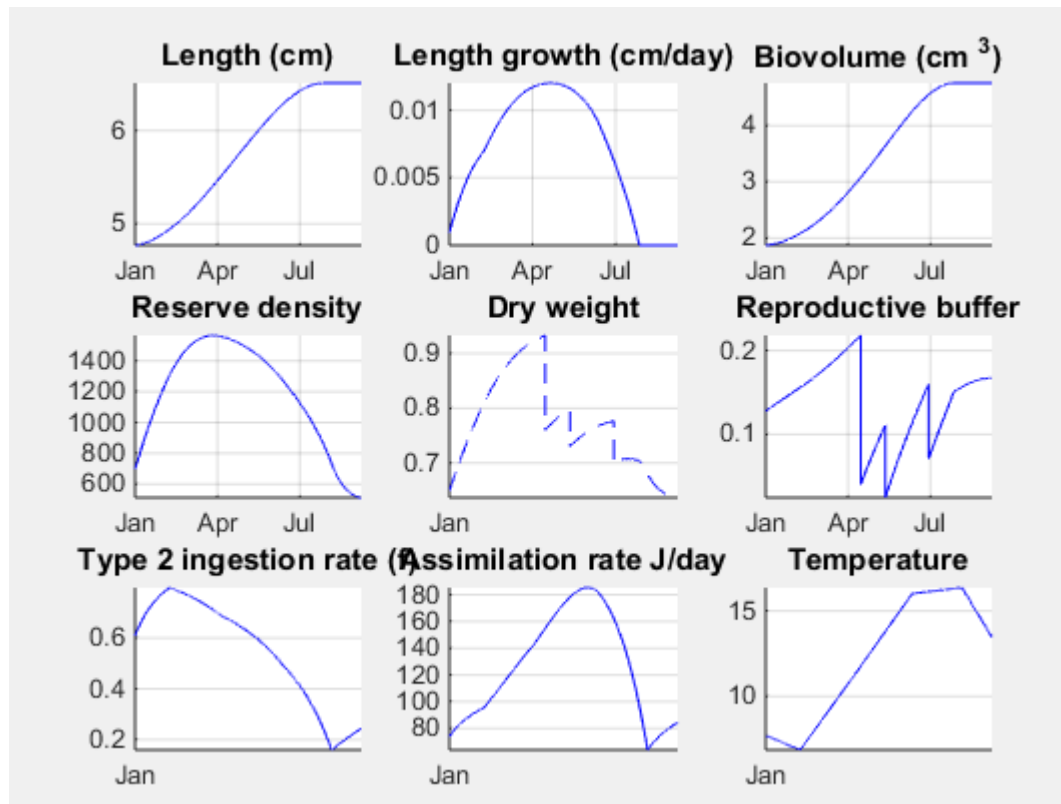 Length (cm)
6
5
Jan Apr Jul
Length growth (cm/day)
0.01
0.005
0
Jan Apr Jul
Biovolume (cm ³)
4
3
2
Jan Apr Jul
Reserve density
1400
1200
1000
800
600
Jan Apr Jul
Dry weight
0.9
0.8
0.7
Jan
Reproductive buffer
0.2
0.1
Jan Apr Jul
Type 2 ingestion rate (f)
0.6
0.4
0.2
Jan
Assimilation rate J/day
180
160
140
120
100
80
Jan
Temperature
15
10
Jan